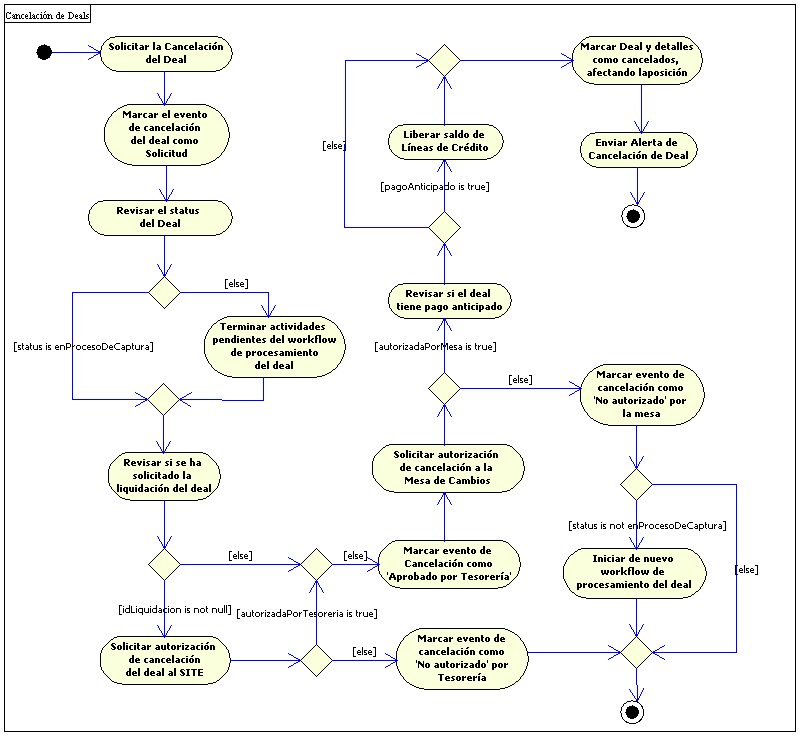 Cancelación de Deals
Solicitar la Cancelación
del Deal
Marcar el evento
de cancelación
del deal como
Solicitud
Revisar el status
del Deal
[else]
[status is enProcesoDeCaptura]
Terminar actividades
pendientes del workflow
de procesamiento
del deal
Revisar si se ha
solicitado la
liquidación del deal
[else]
[idLiquidacion is not null]
Solicitar autorización
de cancelación
del deal al SITE
[autorizadaPorTesoreria is true]
[else]
[else]
Marcar evento de
cancelación como
'No autorizado' por
Tesorería
Marcar evento de
Cancelación como
'Aprobado por Tesorería'
Solicitar autorización
de cancelación a la
Mesa de Cambios
[autorizadaPorMesa is true]
[else]
Revisar si el deal
tiene pago anticipado
[pagoAnticipado is true]
[else]
Liberar saldo de
Líneas de Crédito
Marcar Deal y detalles
como cancelados,
afectando laposición
Enviar Alerta de
Cancelación de Deal
Marcar evento de
cancelación como
'No autorizado' por
la mesa
[status is not enProcesoDeCaptura]
[else]
Iniciar de nuevo
workflow de
procesamiento del deal